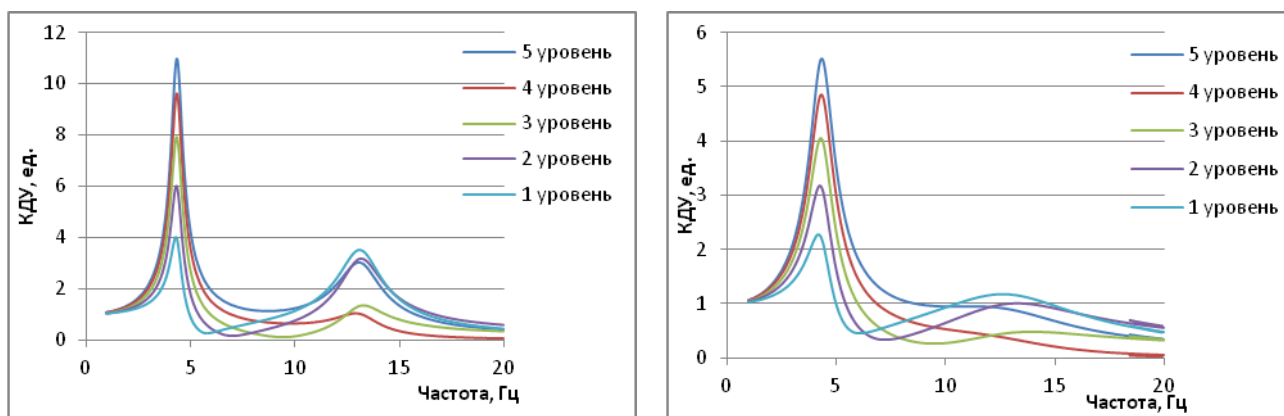 12
10
8
6
4
2
0
КДУ, ед.
0
5
10
15
20
Частота, Гц
5 уровень
4 уровень
3 уровень
2 уровень
1 уровень
6
5
4
3
2
1
0
КДУ, ед.
0
5
10
15
20
Частота, Гц
5 уровень
4 уровень
3 уровень
2 уровень
1 уровень